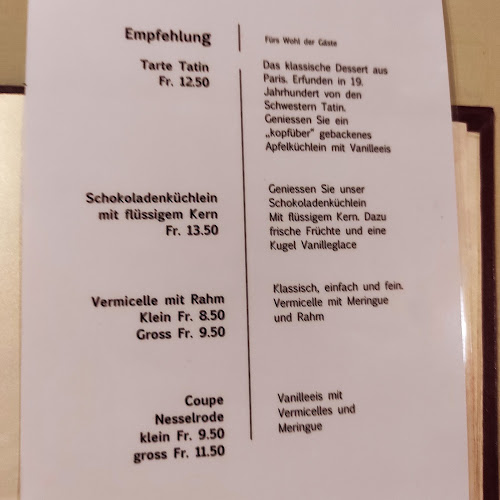 Empfehlung
Fürs Wohl der Gäste
Tarte Tatin
Fr. 12.50
Das klassische Dessert aus
Paris. Erfunden in 19.
Jahrhundert von den
Schwestern Tatin.
Geniessen Sie ein
„kopfüber" gebackenes
Apfelküchlein mit Vanilleeis
Schokoladenküchlein
mit flüssigem Kern
Fr. 13.50
Geniessen Sie unser
Schokoladenküchlein
Mit flüssigem Kern. Dazu
frische Früchte und eine
Kugel Vanilleglace
Vermicelle mit Rahm
Klein Fr. 8.50
Gross Fr. 9.50
Klassisch, einfach und fein.
Vermicelle mit Meringue
und Rahm
Coupe
Nesselrode
klein Fr. 9.50
gross Fr. 11.50
Vanilleeis mit
Vermicelles und
Meringue